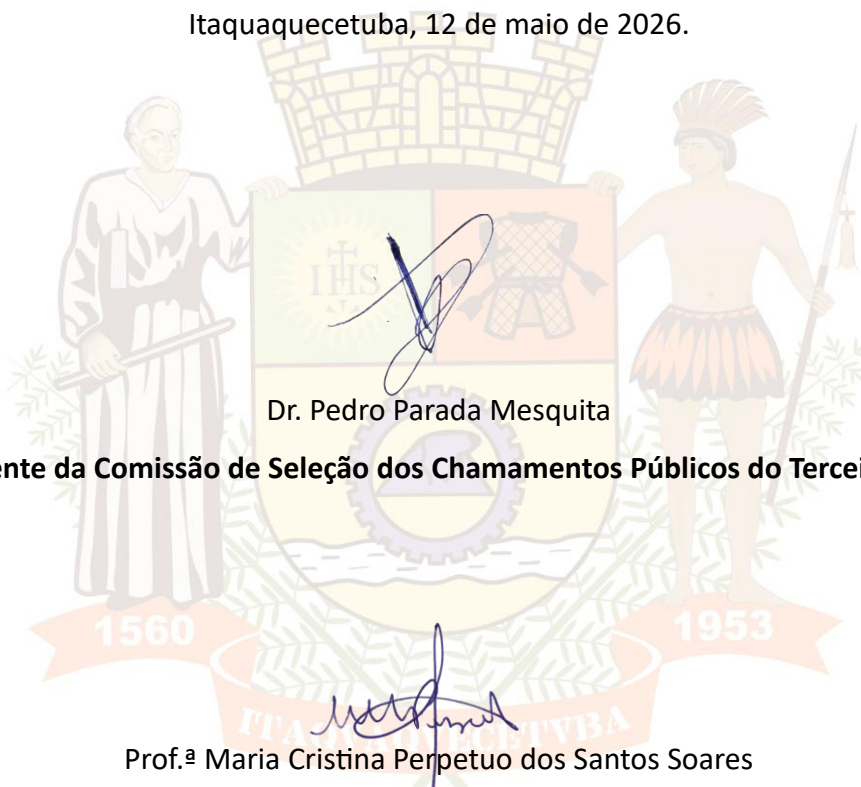 Itaquaquecetuba, 12 de maio de 2026.
IHS
Dr. Pedro Parada Mesquita
ente da Comissão de Seleção dos Chamamentos Públicos do Tercei
1560
1953
ITAQUAQUECETVBA
Prof.ª Maria Cristina Perpetuo dos Santos Soares